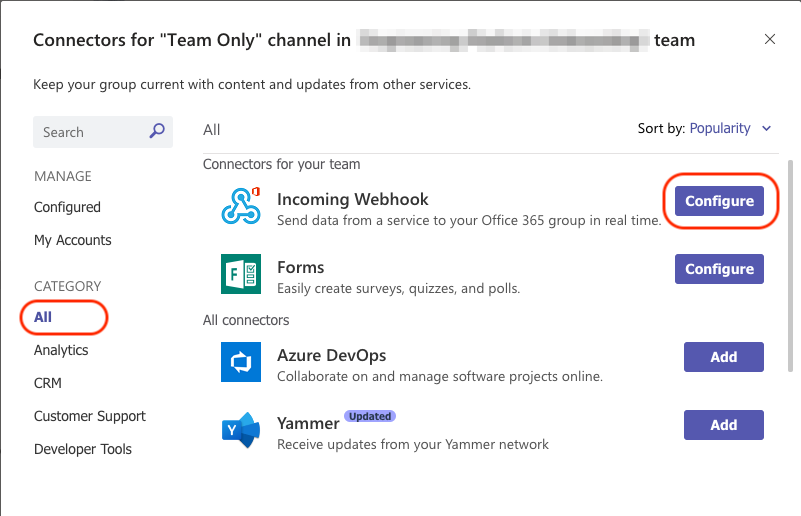 Connectors for "Team Only" channel in team
Keep your group current with content and updates from other services.
Search
MANAGE
Configured
My Accounts
CATEGORY
All
Analytics
CRM
Customer Support
Developer Tools
All
Sort by: Popularity
Connectors for your team
Incoming Webhook
Send data from a service to your Office 365 group in real time.
Configure
F
Forms
Easily create surveys, quizzes, and polls.
Configure
All connectors
Azure DevOps
Collaborate on and manage software projects online.
Add
Y
Yammer Updated
Receive updates from your Yammer network
Add